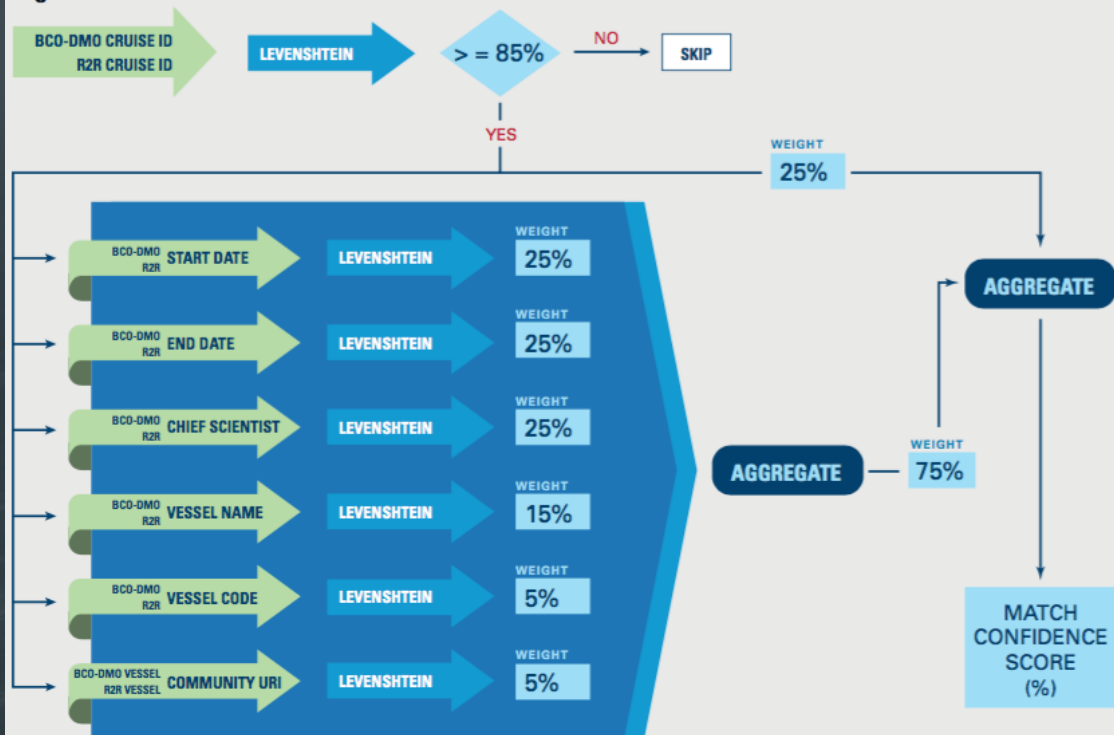 BCO-DMO CRUISE ID
R2R CRUISE ID
LEVENSHTEIN
> = 85%
NO
SKIP
YES
WEIGHT
25%
BCO-DMO
R2R
START DATE
LEVENSHTEIN
WEIGHT
25%
BCO-DMO
R2R
END DATE
LEVENSHTEIN
WEIGHT
25%
BCO-DMO
R2R
CHIEF SCIENTIST
LEVENSHTEIN
WEIGHT
25%
BCO-DMO
R2R
VESSEL NAME
LEVENSHTEIN
WEIGHT
15%
BCO-DMO
R2R
VESSEL CODE
LEVENSHTEIN
WEIGHT
5%
BCO-DMO VESSEL
R2R VESSEL
COMMUNITY URI
LEVENSHTEIN
WEIGHT
5%
AGGREGATE
WEIGHT
75%
AGGREGATE
MATCH
CONFIDENCE
SCORE
(%)